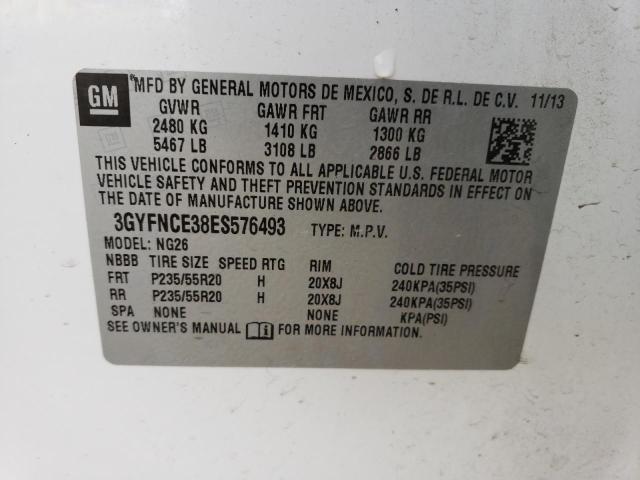 GM
MFD BY GENERAL MOTORS DE MEXICO, S. DE R.L. DE C.V. 11/13
GVWR GAWR FRT GAWR RR
2480 KG 1410 KG 1300 KG
5467 LB 3108 LB 2866 LB
THIS VEHICLE CONFORMS TO ALL APPLICABLE U.S. FEDERAL MOTOR
VEHICLE SAFETY AND THEFT PREVENTION STANDARDS IN EFFECT ON
THE DATE OF MANUFACTURE SHOWN ABOVE.
3GYFNCE38ES576493 TYPE: M.P.V.
MODEL: NG26
NBBB TIRE SIZE SPEED RTG RIM COLD TIRE PRESSURE
FRT P235/55R20 H 20X8J 240KPA(35PSI)
RR P235/55R20 H 20X8J 240KPA(35PSI)
SPA NONE NONE KPA(PSI)
SEE OWNER'S MANUAL FOR MORE INFORMATION.